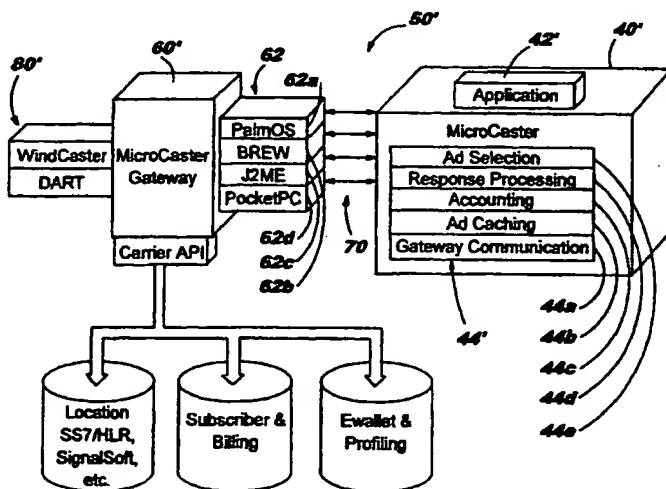 50'
40'
60'
62
42'
80'
62a
Application
PalmOS
MicroCaster
WindCaster
MicroCaster
Gateway
BREW
Ad Selection
DART
J2ME
Response Processing
PocketPC
Accounting
Ad Caching
Carrier API
62d
70
Gateway Communication
62c
62b
44'
44a
44b
44c
44d
44e
Location
SS7/HLR,
SignalSoft,
etc.
Subscriber &
Billing
Ewallet &
Profiling